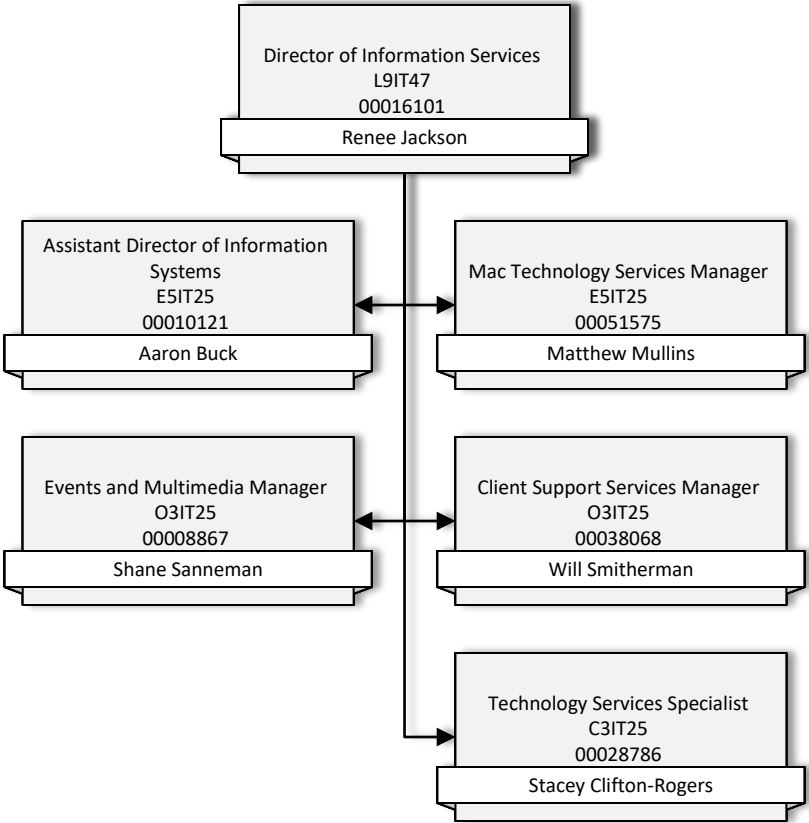 Director of Information Services
L9IT47
00016101
Renee Jackson
Assistant Director of Information
Systems
E5IT25
00010121
Aaron Buck
Mac Technology Services Manager
E5IT25
00051575
Matthew Mullins
Events and Multimedia Manager
O3IT25
00008867
Shane Sanneman
Client Support Services Manager
O3IT25
00038068
Will Smitherman
Technology Services Specialist
C3IT25
00028786
Stacey Clifton-Rogers